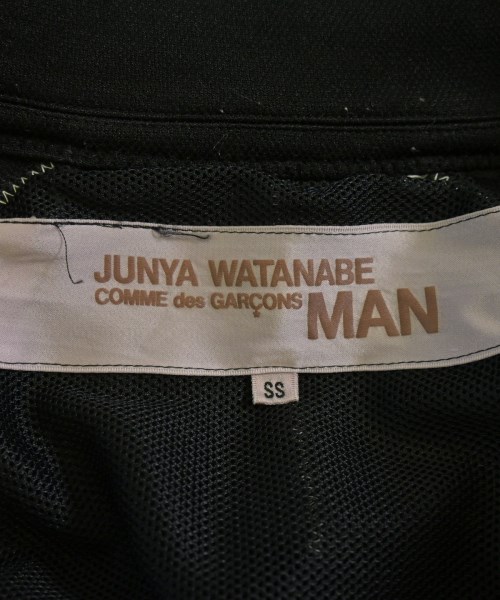 JUNYA WATANABE
COMME des GARÇONS MAN
SS